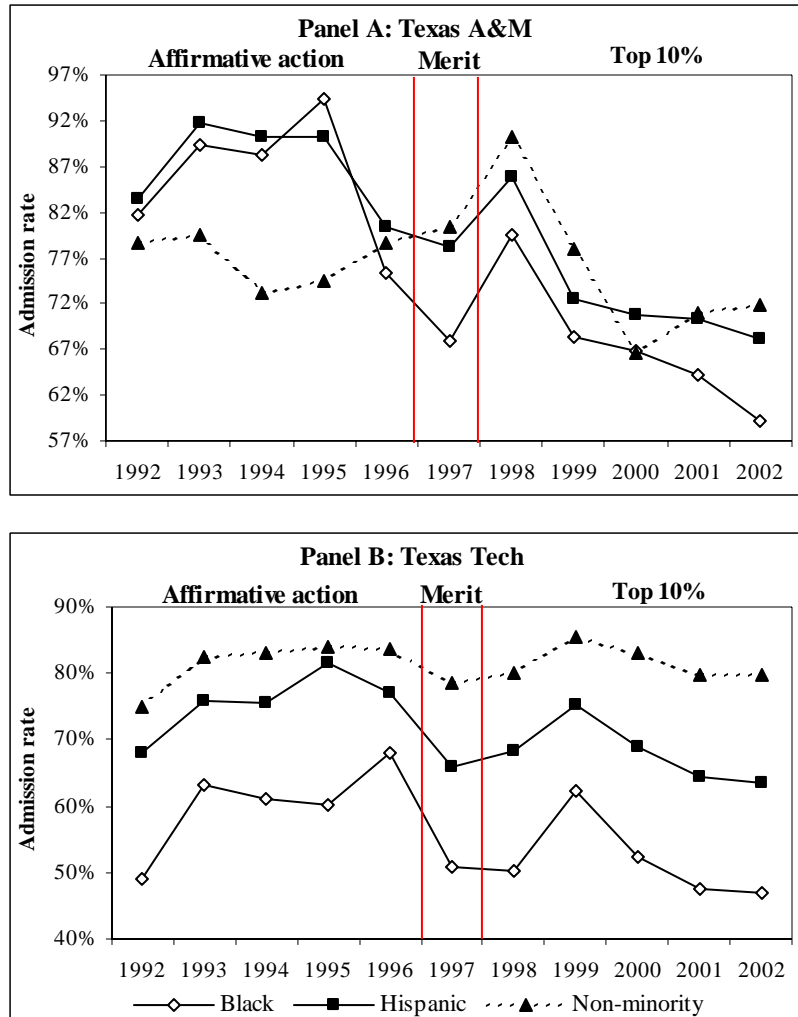 Panel A: Texas A&M
Affirmative action Merit Top 10%
97%
92%
87%
82%
77%
72%
67%
62%
57%
Admission rate
1992 1993 1994 1995 1996 1997 1998 1999 2000 2001 2002
Panel B: Texas Tech
Affirmative action Merit Top 10%
90%
80%
70%
60%
50%
40%
Admission rate
1992 1993 1994 1995 1996 1997 1998 1999 2000 2001 2002
Black Hispanic Non-minority